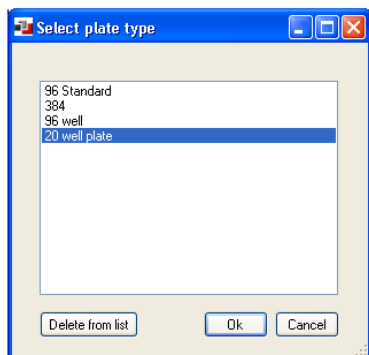 Select plate type
96 Standard
384
96 well
20 well plate
Delete from list
Ok
Cancel